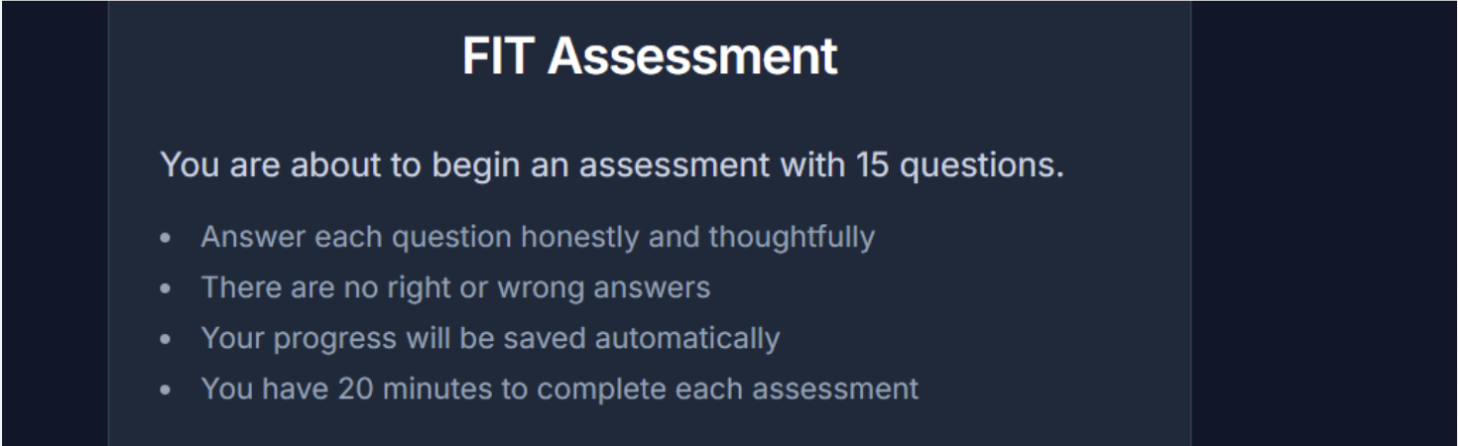 FIT Assessment
You are about to begin an assessment with 15 questions.
• Answer each question honestly and thoughtfully
• There are no right or wrong answers
• Your progress will be saved automatically
• You have 20 minutes to complete each assessment